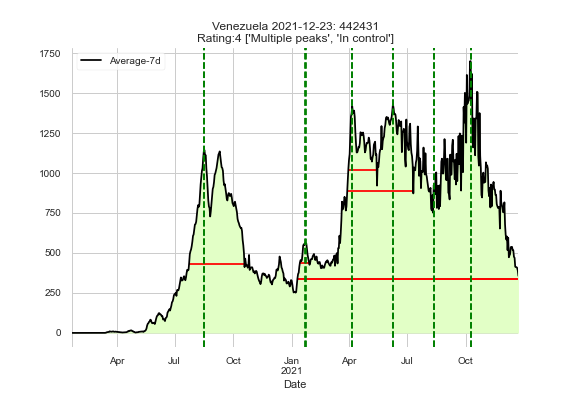 Venezuela 2021-12-23: 442431
Rating:4 ['Multiple peaks', 'In control']
Average-7d
1750
1500
1250
1000
750
500
250
0
Apr
Jul
Oct
Jan
2021
Apr
Jul
Oct
Date